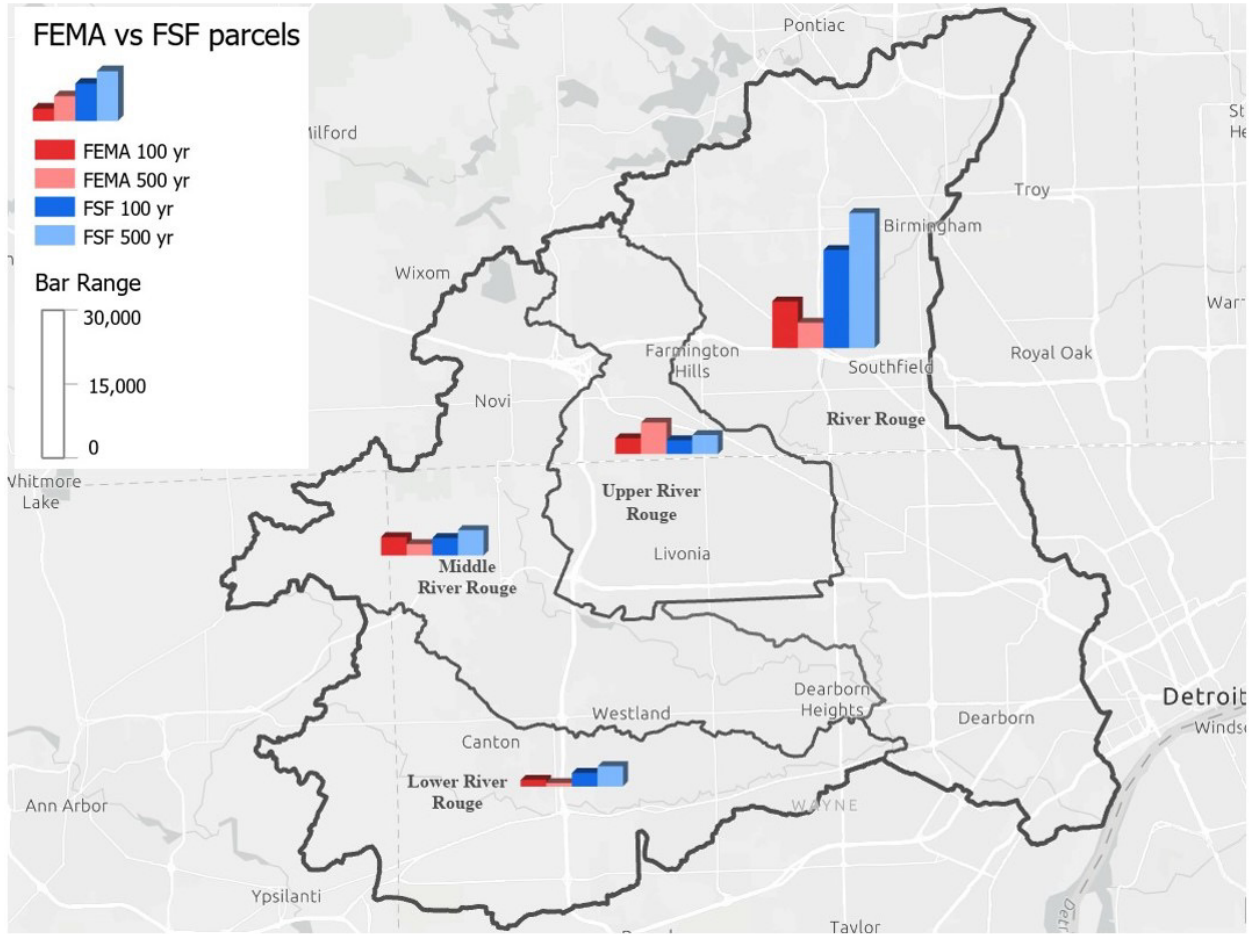 FEMA vs FSF parcels
FEMA 100 yr
FEMA 500 yr
FSF 100 yr
FSF 500 yr
Bar Range
30,000
15,000
0
Pontiac
Troy
Birmingham
Wixom
Farmington
Hills
Southfield
Royal Oak
Novi
River Rouge
Whitmore
Lake
Upper River
Rouge
Livonia
Middle
River Rouge
Dearborn
Heights
Westland
Dearborn
Detroit
Canton
Lower River
Rouge
Ann Arbor
WAYNE
Ypsilanti
Taylor